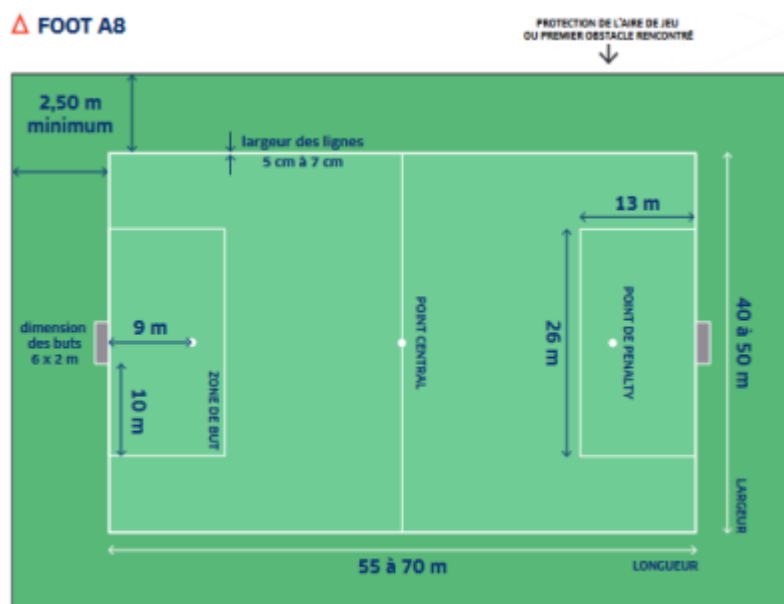 FOOT A8
PROTECTION DE L'AIRE DE JEU
OU PREMIER OBSTACLE RENCONTRÉ
2,50 m
minimum
largeur des lignes
5 cm à 7 cm
13 m
dimension
des buts
6 x 2 m
9 m
10 m
ZONE DE BUT
POINT CENTRAL
26 m
POINT DE PENALTY
40 à 50 m
LARGEUR
55 à 70 m
LONGUEUR